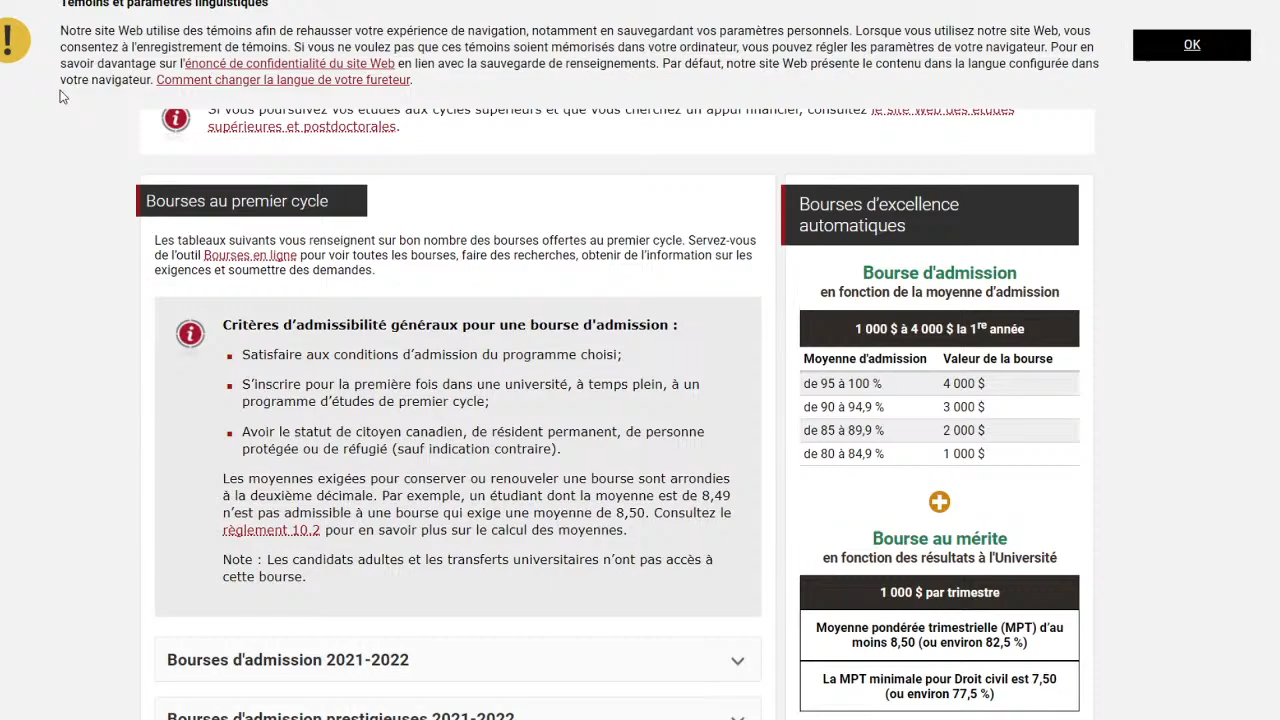 Témoins et paramètres linguistiques
Notre site Web utilise des témoins afin de rehausser votre expérience de navigation, notamment en sauvegardant vos paramètres personnels. Lorsque vous utilisez notre site Web, vous
consentez à l'enregistrement de témoins. Si vous ne voulez pas que ces témoins soient mémorisés dans votre ordinateur, vous pouvez régler les paramètres de votre navigateur. Pour en
savoir davantage sur l'énoncé de confidentialité du site Web en lien avec la sauvegarde de renseignements. Par défaut, notre site Web présente le contenu dans la langue configurée dans
votre navigateur. Comment changer la langue de votre fureteur.
OK
Si vous poursuivez vos études aux cycles supérieurs et que vous cherchez un appui financier, consultez le site Web des études
supérieures et postdoctorales.
Bourses au premier cycle
Les tableaux suivants vous renseignent sur bon nombre des bourses offertes au premier cycle. Servez-vous
de l'outil Bourses en ligne pour voir toutes les bourses, faire des recherches, obtenir de l'information sur les
exigences et soumettre des demandes.
Critères d'admissibilité généraux pour une bourse d'admission :
Satisfaire aux conditions d'admission du programme choisi;
S'inscrire pour la première fois dans une université, à temps plein, à un
programme d'études de premier cycle;
Avoir le statut de citoyen canadien, de résident permanent, de personne
protégée ou de réfugié (sauf indication contraire).
Les moyennes exigées pour conserver ou renouveler une bourse sont arrondies
à la deuxième décimale. Par exemple, un étudiant dont la moyenne est de 8,49
n'est pas admissible à une bourse qui exige une moyenne de 8,50. Consultez le
règlement 10.2 pour en savoir plus sur le calcul des moyennes.
Note : Les candidats adultes et les transferts universitaires n'ont pas accès à
cette bourse.
Bourses d'admission 2021-2022
Bourses d'admission prestigieuses 2021-2022
Bourses d'excellence
automatiques
Bourse d'admission
en fonction de la moyenne d'admission
1 000 $ à 4 000 $ la 1re année
Moyenne d'admission Valeur de la bourse
de 95 à 100 % 4 000 $
de 90 à 94,9 % 3 000 $
de 85 à 89,9 % 2 000 $
de 80 à 84,9 % 1 000 $
Bourse au mérite
en fonction des résultats à l'Université
1 000 $ par trimestre
Moyenne pondérée trimestrielle (MPT) d'au
moins 8,50 (ou environ 82,5 %)
La MPT minimale pour Droit civil est 7,50
(ou environ 77,5 %)